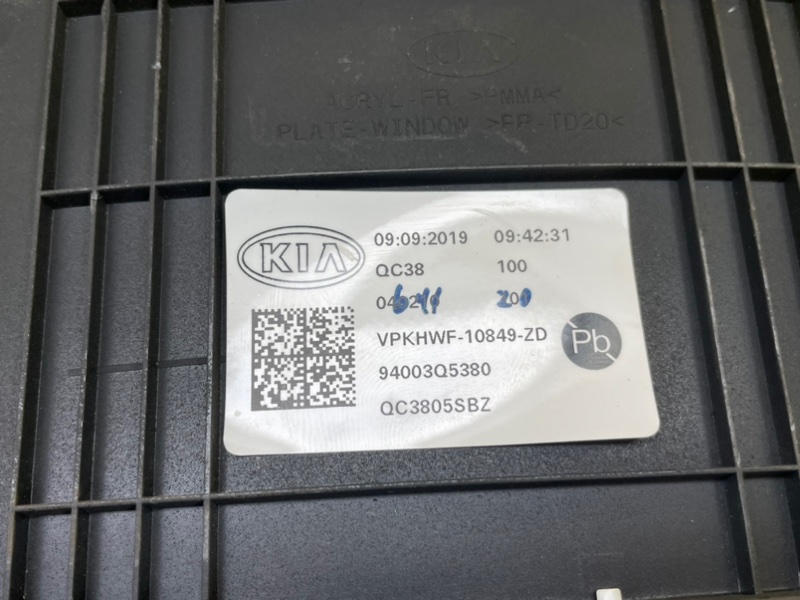 KIA
ACRYL-FR >PMMA<
PLATE-WINDOW >PP-TD20<
KIA
09:09:2019 09:42:31
QC38 100
VPKHWF-10849-ZD
Pb
94003Q5380
QC3805SBZ